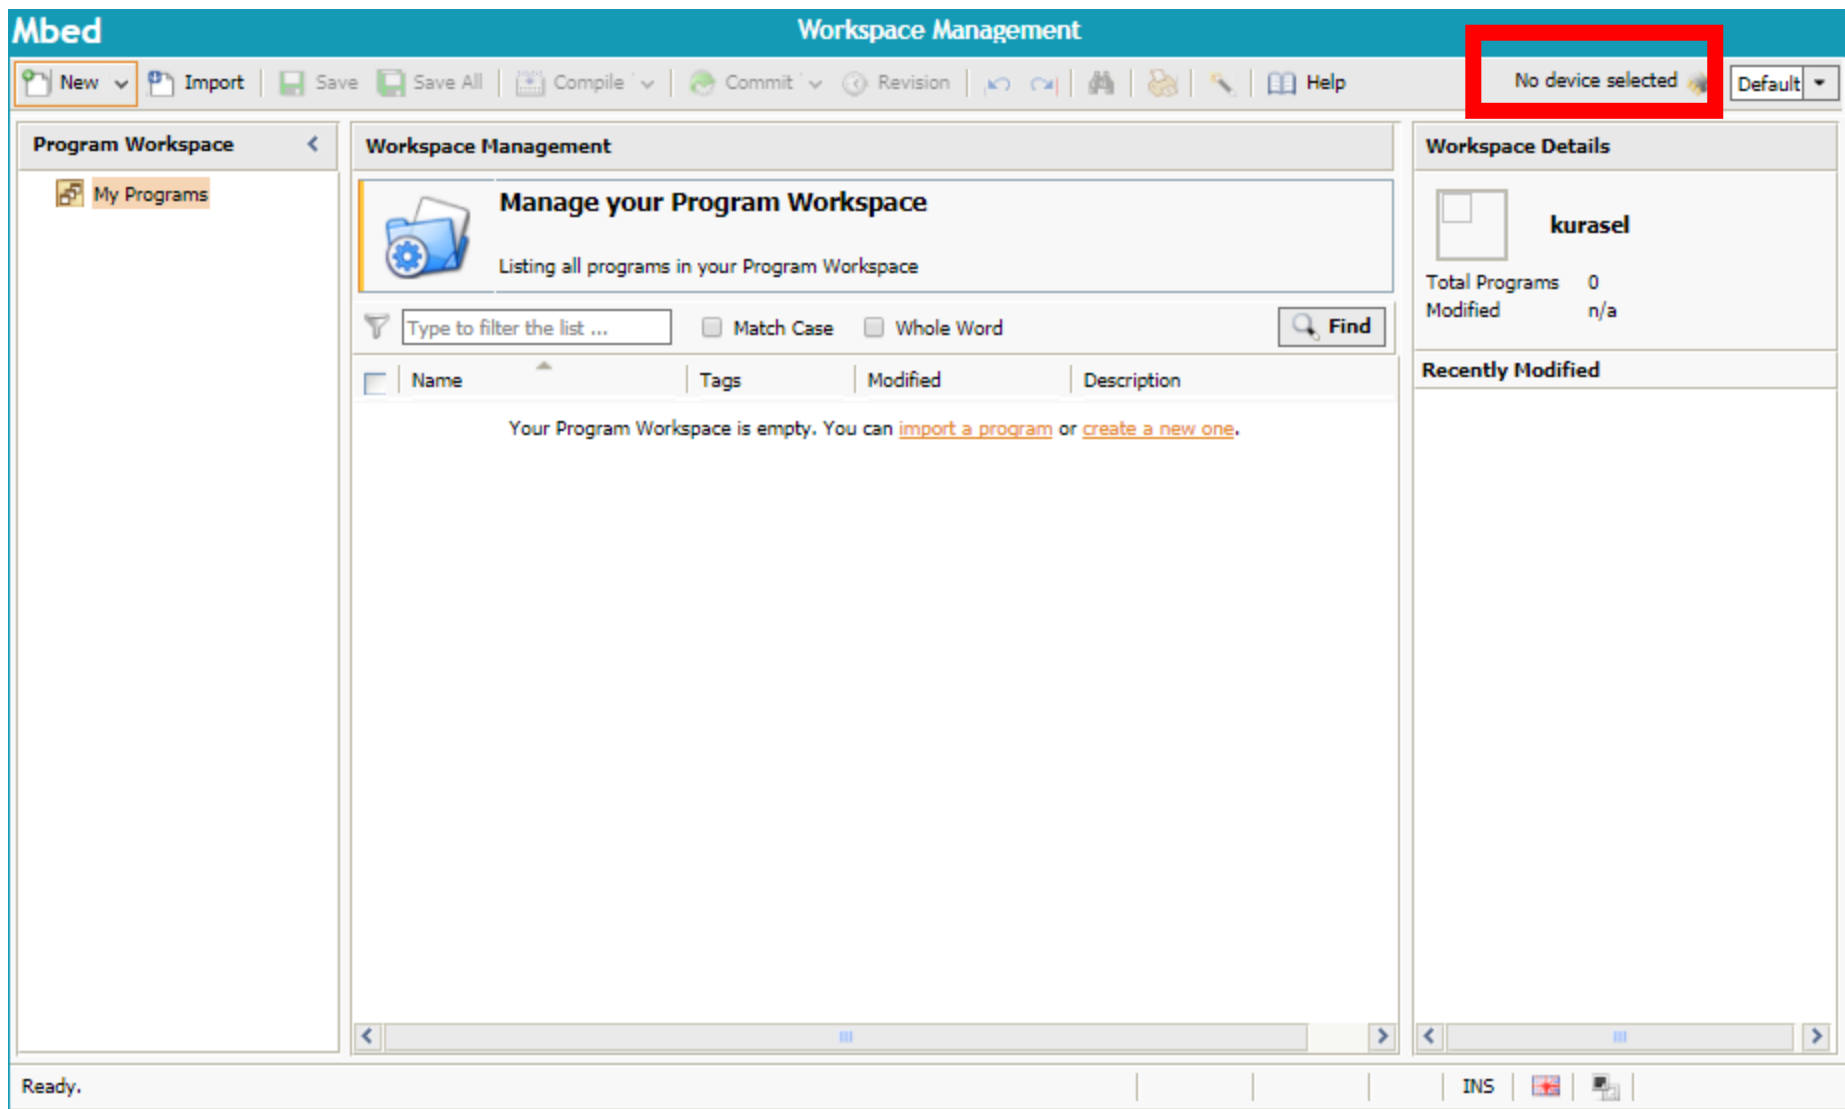 Mbed
Workspace Management
New
Import
Save
Save All
Compile
Commit
Revision
Help
No device selected
Default
Program Workspace
My Programs
Workspace Management
Manage your Program Workspace
Listing all programs in your Program Workspace
Type to filter the list ...
Match Case
Whole Word
Find
Name
Tags
Modified
Description
Your Program Workspace is empty. You can import a program or create a new one.
Workspace Details
kurasel
Total Programs 0
Modified n/a
Recently Modified
Ready.
INS